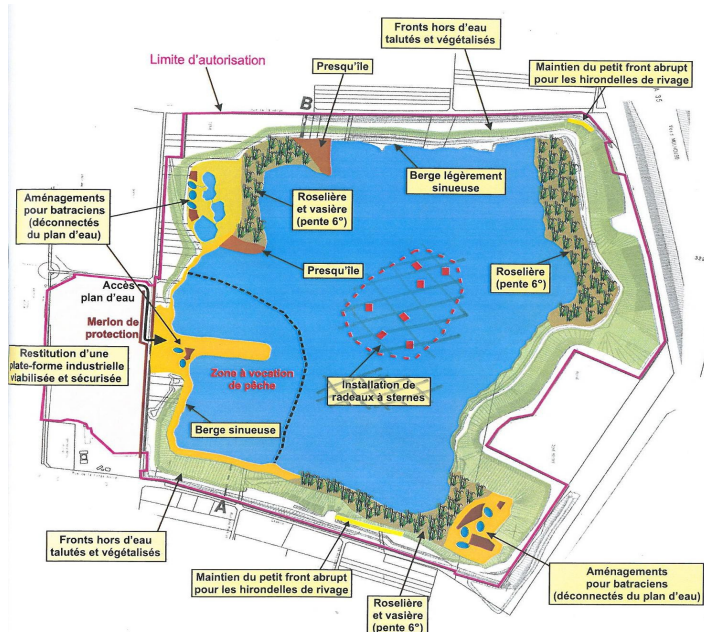 Fronts hors d'eau
talutés et végétalisés
Limite d'autorisation
Presqu'île
Maintien du petit front abrupt
pour les hirondelles de rivage
B
A 35
Berge légèrement
sinueuse
Aménagements
pour batraciens
(déconnectés
du plan d'eau)
Roselière
et vasière
(pente 6°)
Roselière
(pente 6°)
Presqu'île
Accès
plan d'eau
Merlon de
protection
Restitution d'une
plate-forme industrielle
viabilisée et sécurisée
Zone à vocation
de pêche
Installation de
radeaux à sternes
Berge sinueuse
A
Fronts hors d'eau
talutés et végétalisés
Maintien du petit front abrupt
pour les hirondelles de rivage
Roselière
et vasière
(pente 6°)
Aménagements
pour batraciens
(déconnectés du plan d'eau)